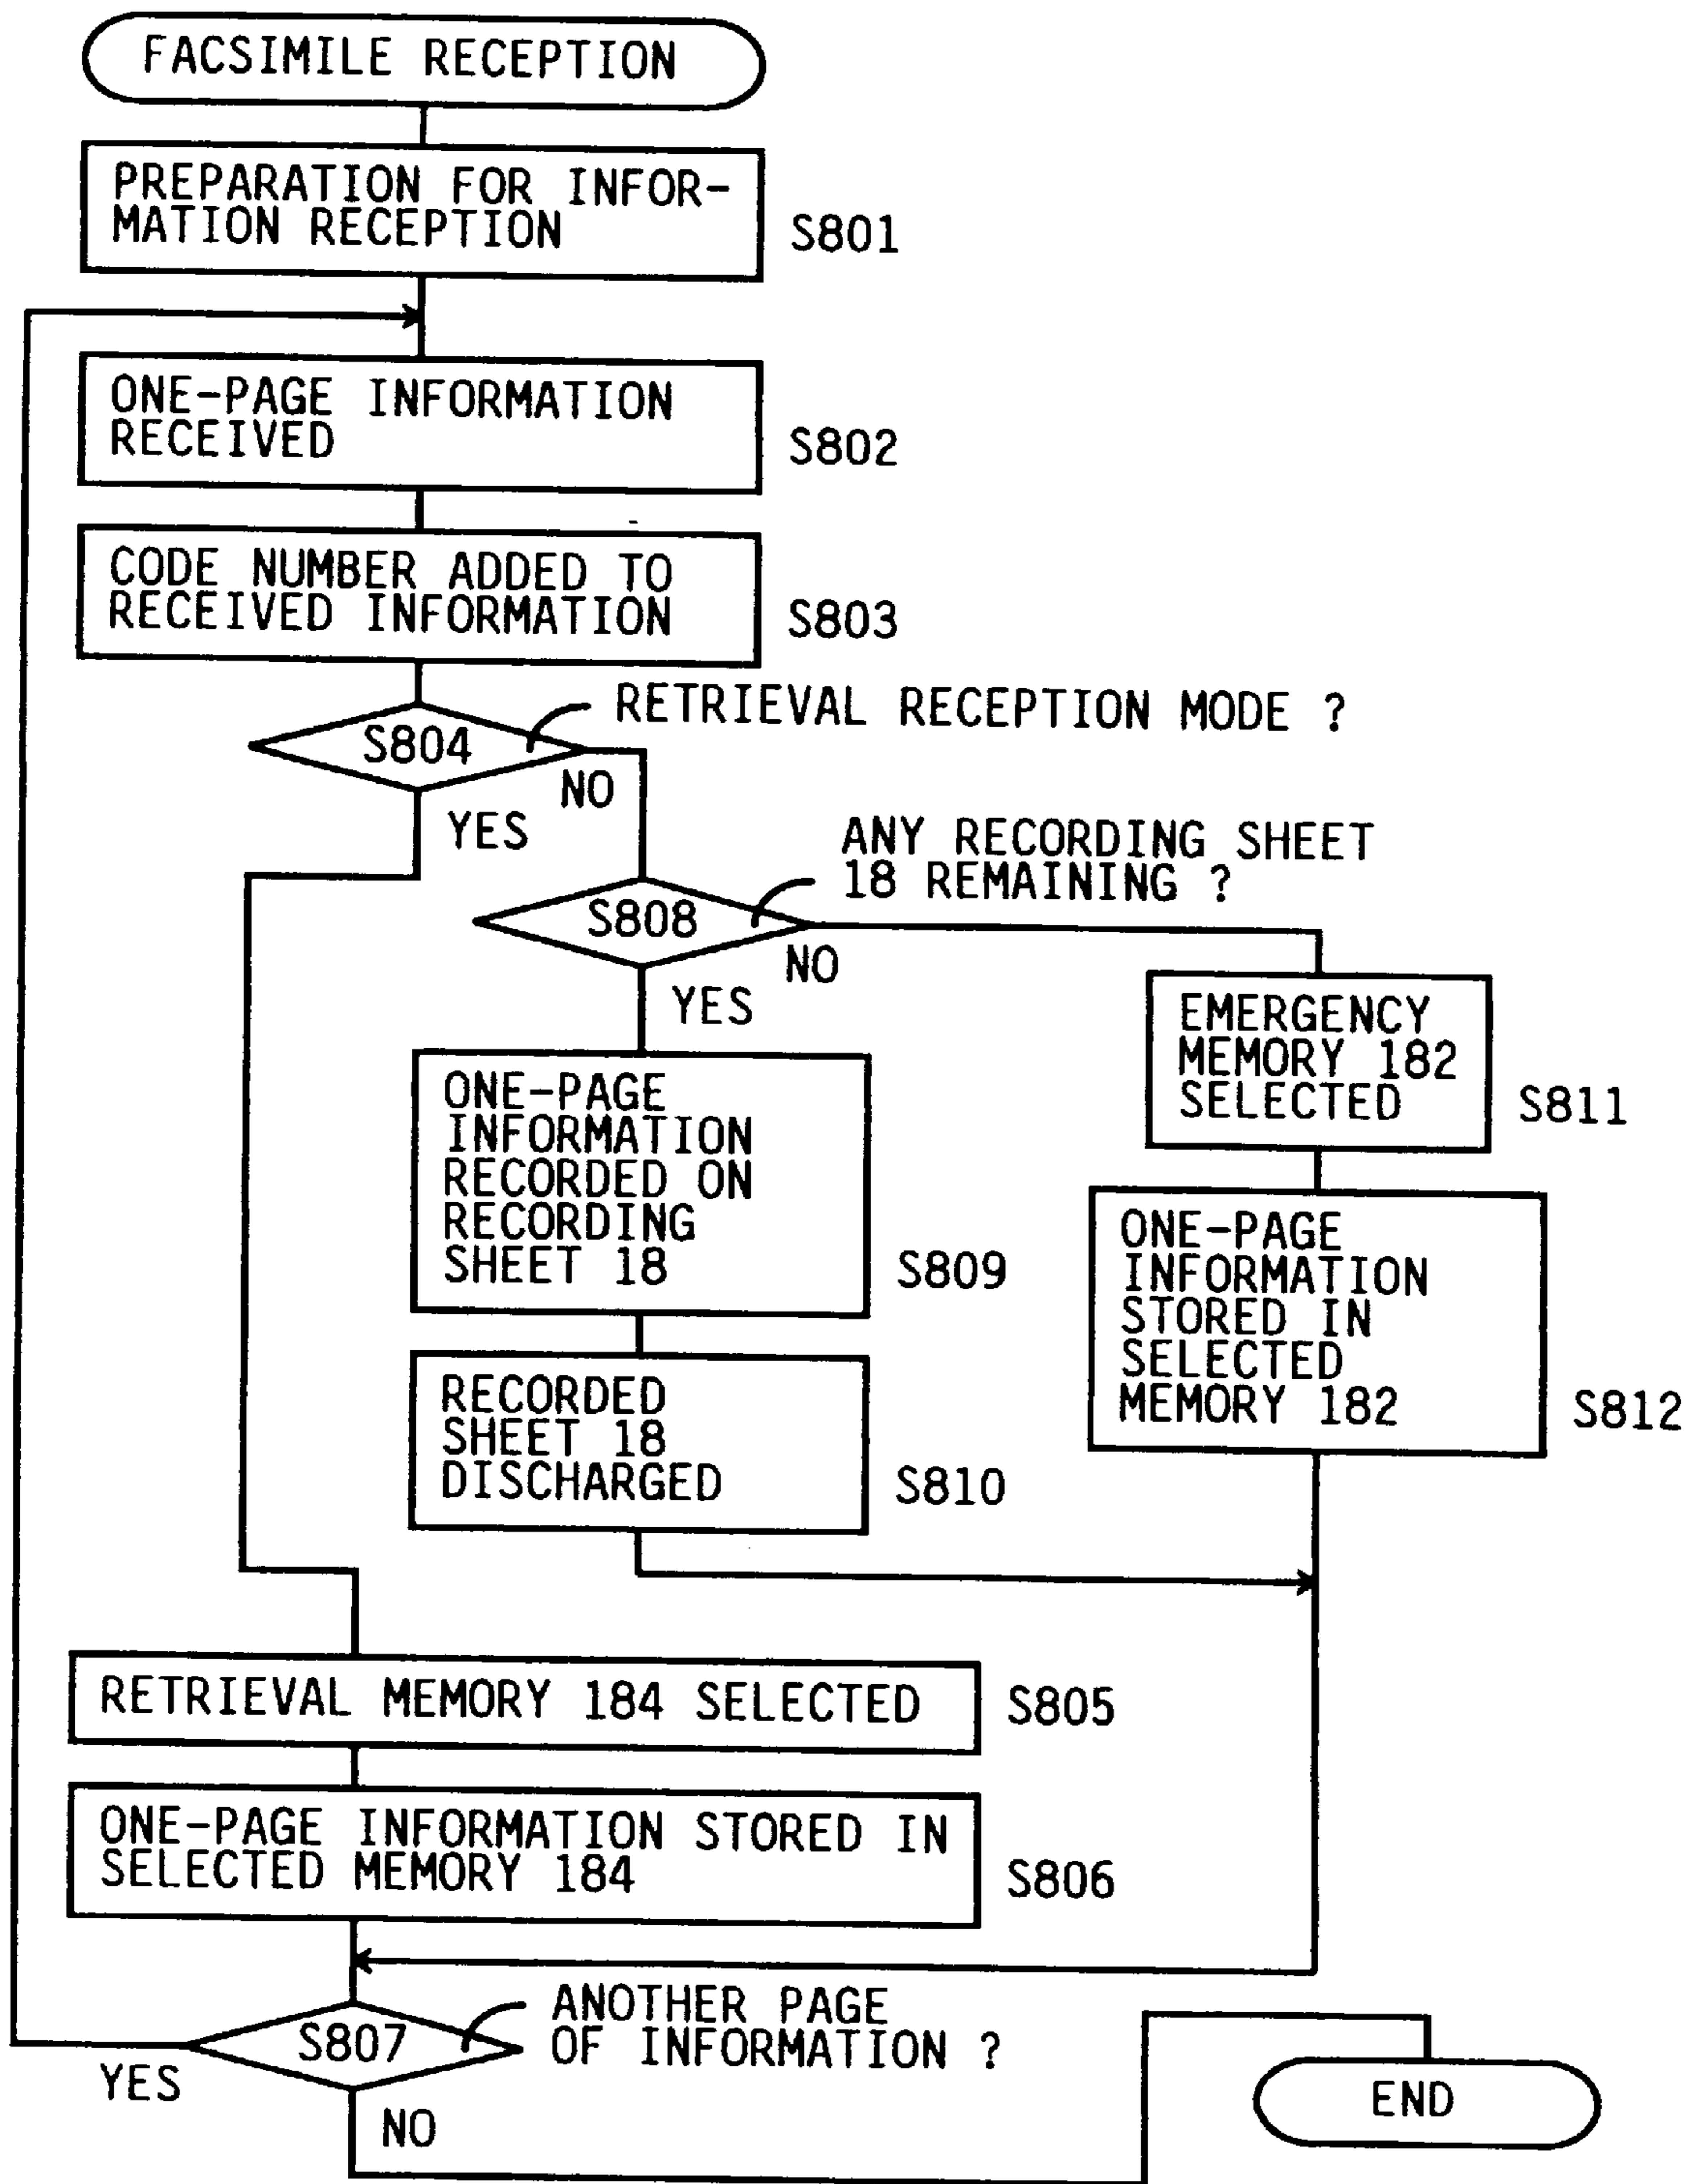 FACSIMILE RECEPTION
PREPARATION FOR INFOR-
MATION RECEPTION
S801
ONE-PAGE INFORMATION
RECEIVED
S802
CODE NUMBER ADDED TO
RECEIVED INFORMATION
S803
RETRIEVAL RECEPTION MODE ?
S804
NO
YES
ANY RECORDING SHEET
18 REMAINING ?
S808
NO
YES
EMERGENCY
MEMORY 182
SELECTED
S811
ONE-PAGE
INFORMATION
RECORDED ON
RECORDING
SHEET 18
S809
ONE-PAGE
INFORMATION
STORED IN
SELECTED
MEMORY 182
S812
RECORDED
SHEET 18
DISCHARGED
S810
RETRIEVAL MEMORY 184 SELECTED
S805
ONE-PAGE INFORMATION STORED IN
SELECTED MEMORY 184
S806
ANOTHER PAGE
OF INFORMATION ?
S807
YES
NO
END